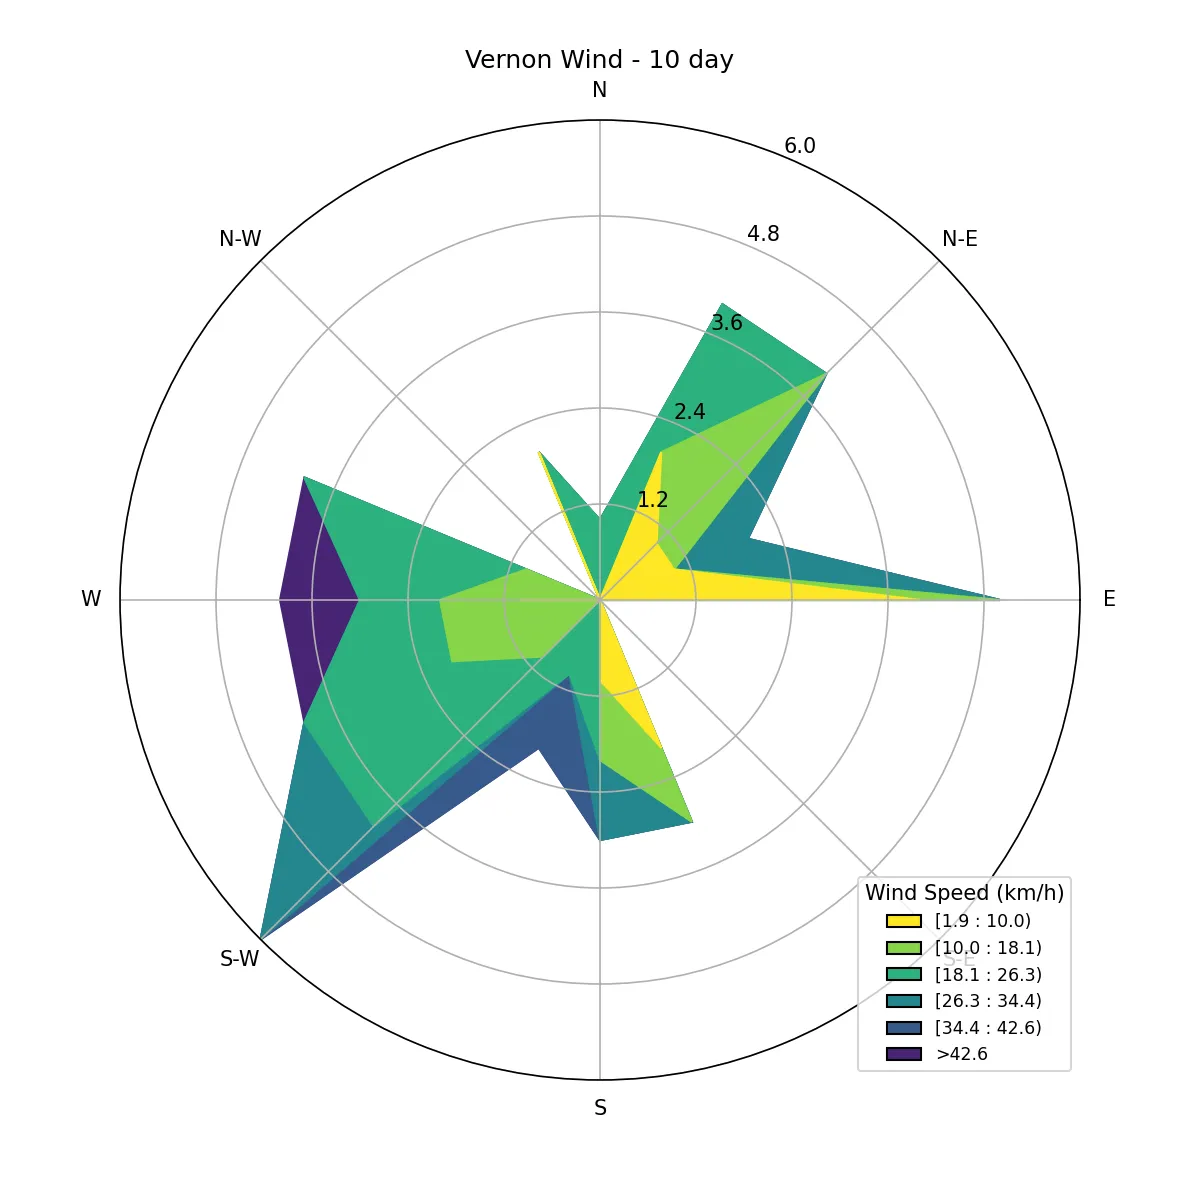 Vernon Wind - 10 day
N
6.0
4.8
N-W
N-E
3.6
2.4
1.2
W
E
S-W
S-E
Wind Speed (km/h)
[1.9 : 10.0)
[10.0 : 18.1)
[18.1 : 26.3)
[26.3 : 34.4)
[34.4 : 42.6)
>42.6
S